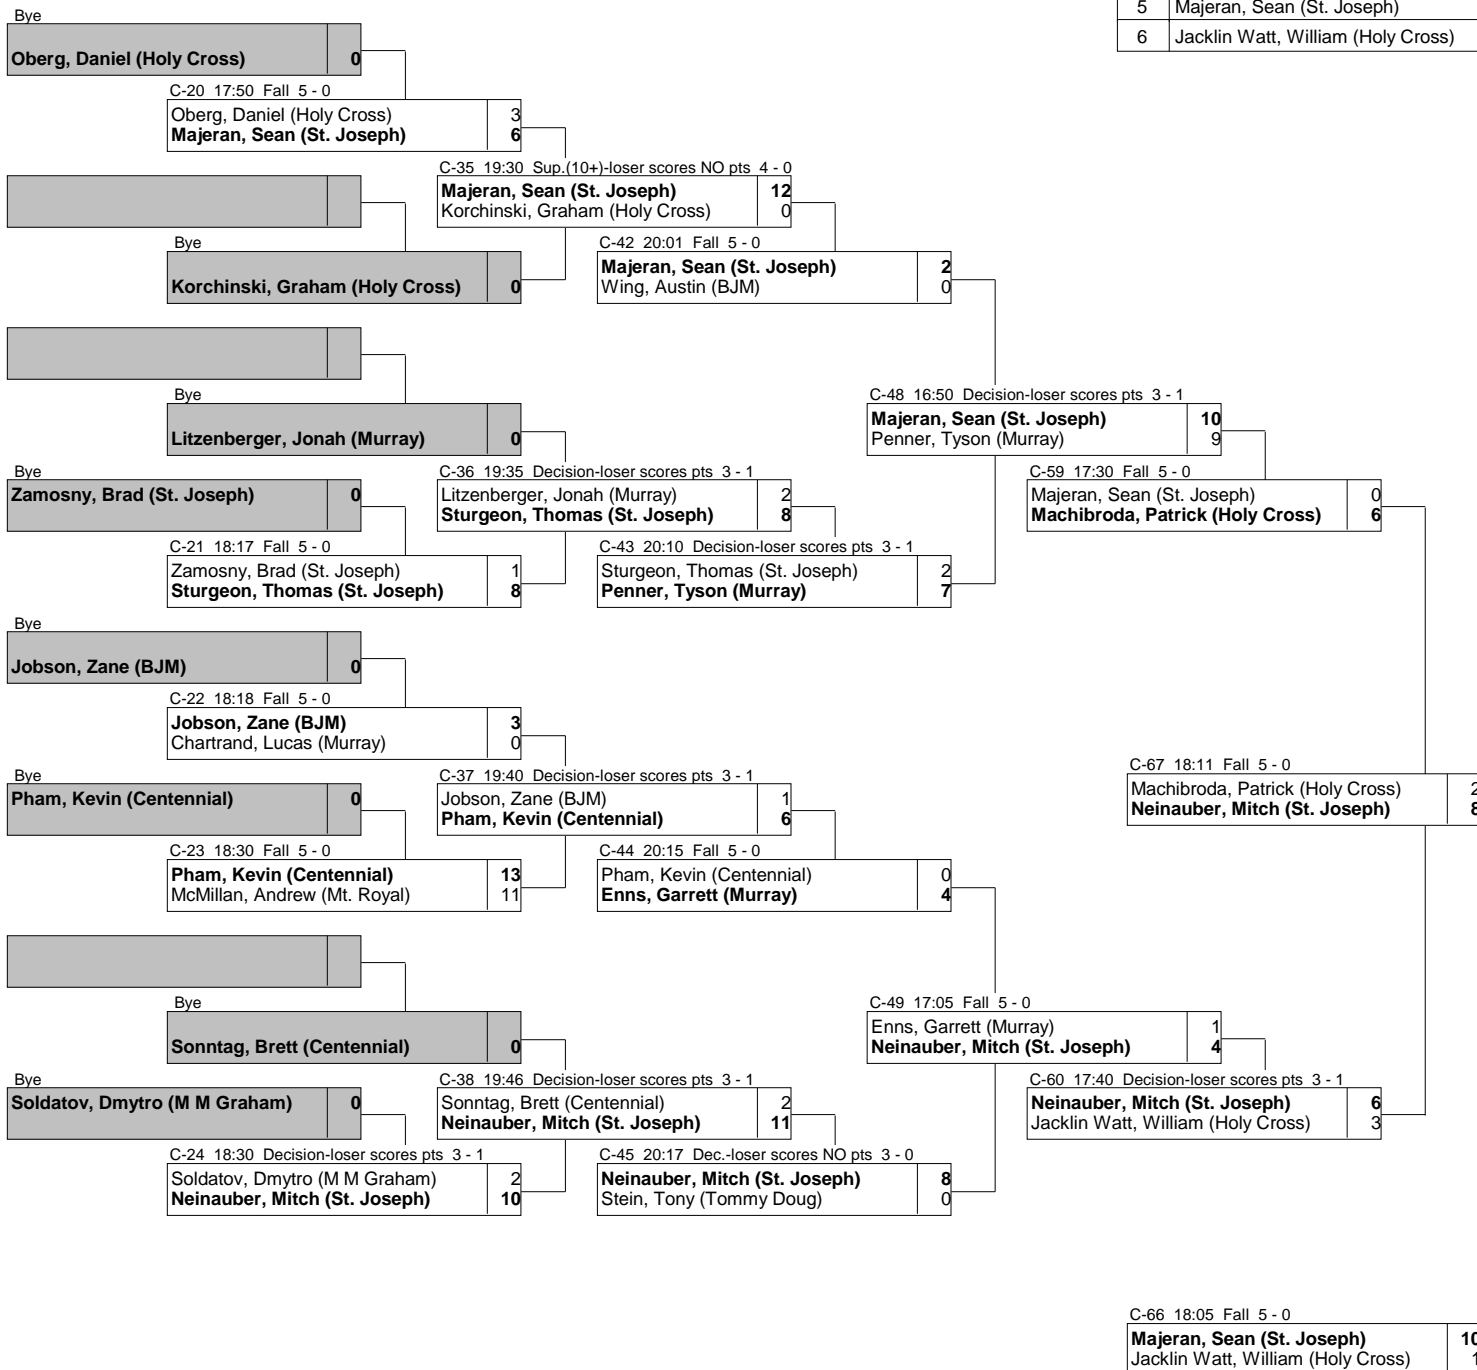 5 Majeran, Sean (St. Joseph)
6 Jacklin Watt, William (Holy Cross)
Bye
Oberg, Daniel (Holy Cross) 0
C-20 17:50 Fall 5 - 0
Oberg, Daniel (Holy Cross) 3
Majeran, Sean (St. Joseph) 6
C-35 19:30 Sup.(10+)-loser scores NO pts 4 - 0
Majeran, Sean (St. Joseph) 12
Korchinski, Graham (Holy Cross) 0
Bye
Korchinski, Graham (Holy Cross) 0
C-42 20:01 Fall 5 - 0
Majeran, Sean (St. Joseph) 2
Wing, Austin (BJM) 0
Bye
Litzenberger, Jonah (Murray) 0
C-48 16:50 Decision-loser scores pts 3 - 1
Majeran, Sean (St. Joseph) 10
Penner, Tyson (Murray) 9
Bye
Zamosny, Brad (St. Joseph) 0
C-36 19:35 Decision-loser scores pts 3 - 1
Litzenberger, Jonah (Murray) 2
Sturgeon, Thomas (St. Joseph) 8
C-59 17:30 Fall 5 - 0
Majeran, Sean (St. Joseph) 0
Machibroda, Patrick (Holy Cross) 6
C-21 18:17 Fall 5 - 0
Zamosny, Brad (St. Joseph) 1
Sturgeon, Thomas (St. Joseph) 8
C-43 20:10 Decision-loser scores pts 3 - 1
Sturgeon, Thomas (St. Joseph) 2
Penner, Tyson (Murray) 7
Bye
Jobson, Zane (BJM) 0
C-22 18:18 Fall 5 - 0
Jobson, Zane (BJM) 3
Chartrand, Lucas (Murray) 0
C-67 18:11 Fall 5 - 0
Machibroda, Patrick (Holy Cross) 2
Neinauber, Mitch (St. Joseph) 8
Bye
Pham, Kevin (Centennial) 0
C-37 19:40 Decision-loser scores pts 3 - 1
Jobson, Zane (BJM) 1
Pham, Kevin (Centennial) 6
C-23 18:30 Fall 5 - 0
Pham, Kevin (Centennial) 13
McMillan, Andrew (Mt. Royal) 11
C-44 20:15 Fall 5 - 0
Pham, Kevin (Centennial) 0
Enns, Garrett (Murray) 4
Bye
Sonntag, Brett (Centennial) 0
C-49 17:05 Fall 5 - 0
Enns, Garrett (Murray) 1
Neinauber, Mitch (St. Joseph) 4
Bye
Soldatov, Dmytro (M M Graham) 0
C-38 19:46 Decision-loser scores pts 3 - 1
Sonntag, Brett (Centennial) 2
Neinauber, Mitch (St. Joseph) 11
C-60 17:40 Decision-loser scores pts 3 - 1
Neinauber, Mitch (St. Joseph) 6
Jacklin Watt, William (Holy Cross) 3
C-24 18:30 Decision-loser scores pts 3 - 1
Soldatov, Dmytro (M M Graham) 2
Neinauber, Mitch (St. Joseph) 10
C-45 20:17 Dec.-loser scores NO pts 3 - 0
Neinauber, Mitch (St. Joseph) 8
Stein, Tony (Tommy Doug) 0
C-66 18:05 Fall 5 - 0
Majeran, Sean (St. Joseph) 10
Jacklin Watt, William (Holy Cross) 1